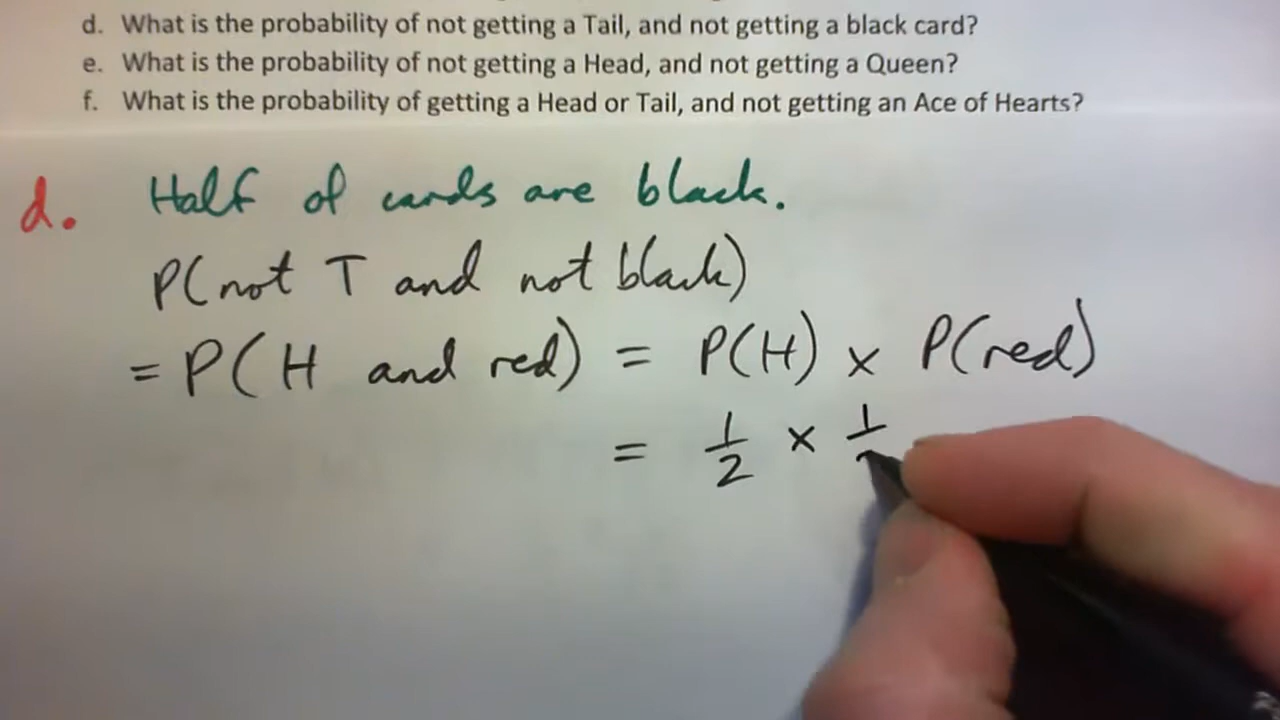 d. What is the probability of not getting a Tail, and not getting a black card?
e. What is the probability of not getting a Head, and not getting a Queen?
f. What is the probability of getting a Head or Tail, and not getting an Ace of Hearts?
d. Half of cards are black.
P(not T and not black)
= P(H and red) = P(H) x P(red)
= 1/2 x 1/